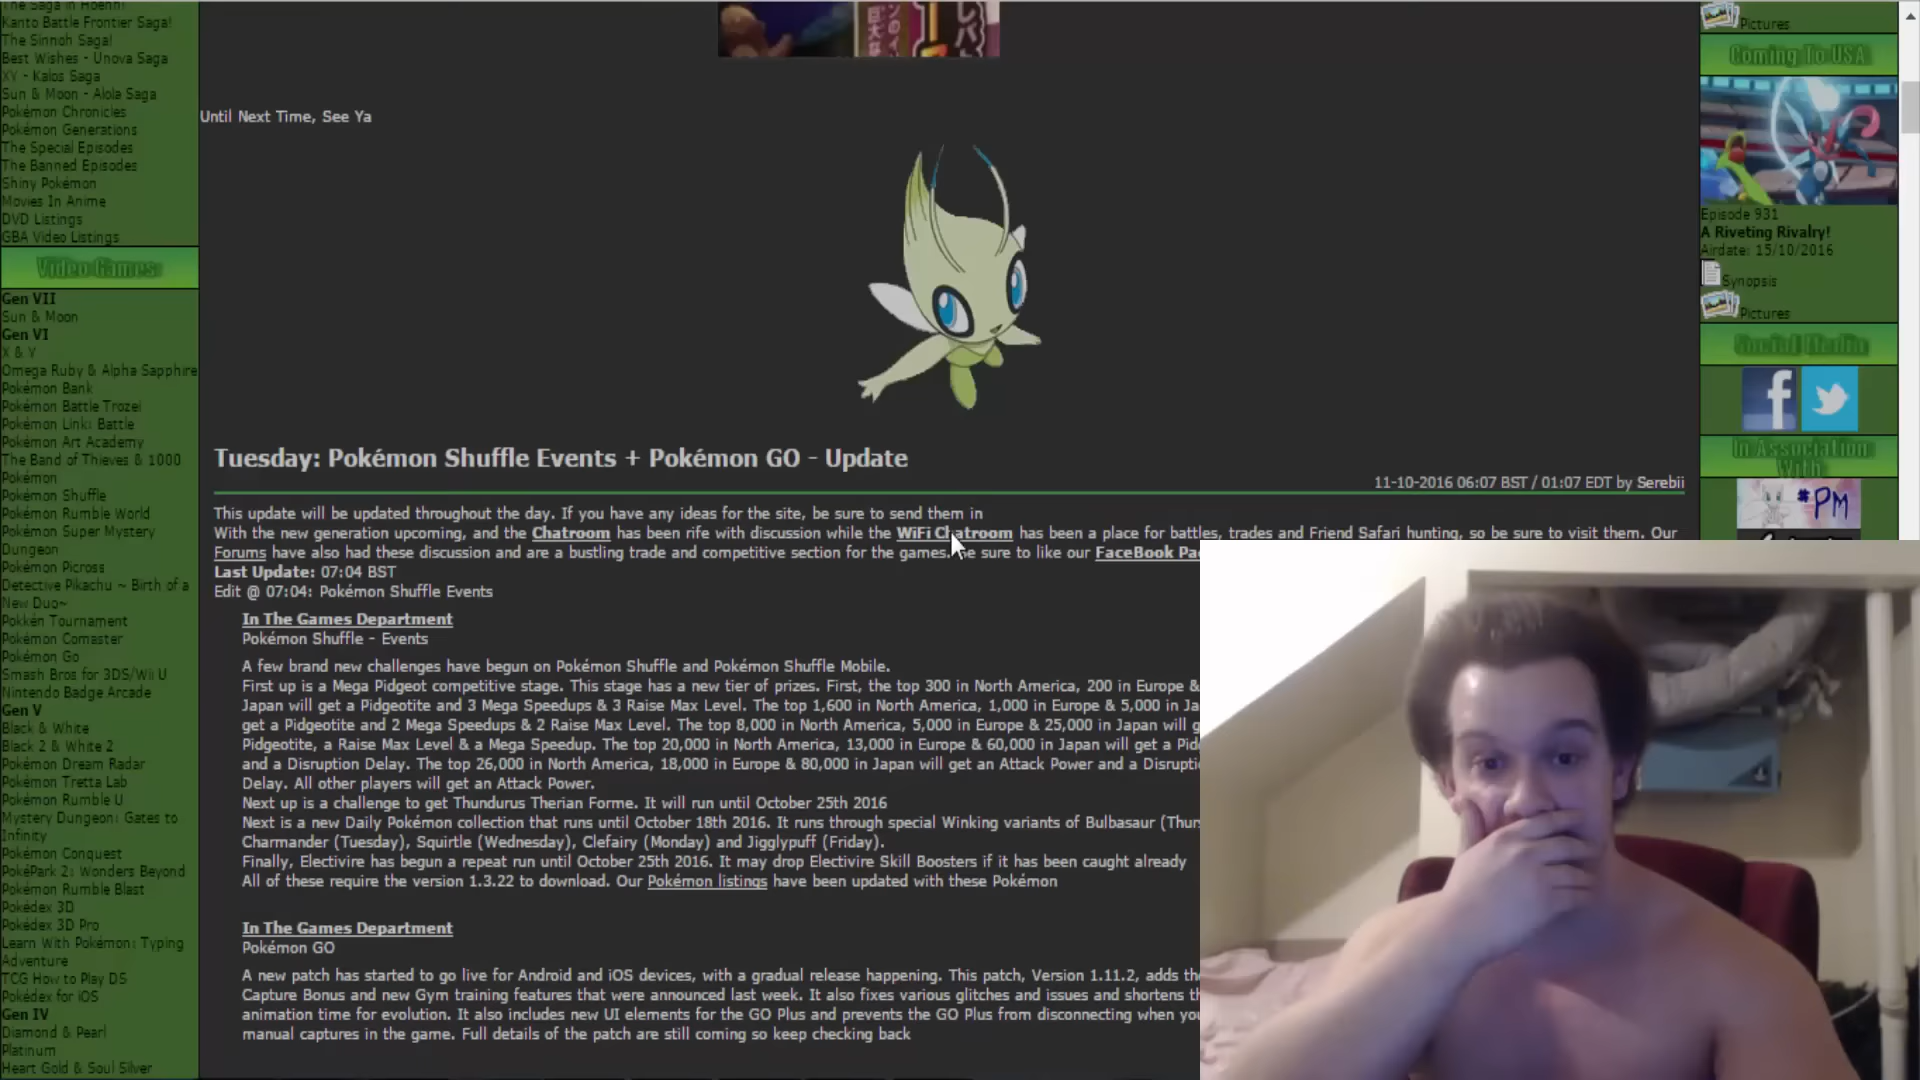 The Saga in Hoenn!
Kanto Battle Frontier Saga!
The Sinnoh Saga!
Best Wishes - Unova Saga
XY - Kalos Saga
Sun & Moon - Alola Saga
Pokémon Chronicles
Pokémon Generations
The Special Episodes
The Banned Episodes
Shiny Pokémon
Movies In Anime
DVD Listings
GBA Video Listings
Video Games
Gen VII
Sun & Moon
Gen VI
X & Y
Omega Ruby & Alpha Sapphire
Pokémon Bank
Pokémon Battle Trozei
Pokémon Link: Battle
Pokémon Art Academy
The Band of Thieves & 1000
Pokémon
Pokémon Shuffle
Pokémon Rumble World
Pokémon Super Mystery
Dungeon
Pokémon Picross
Detective Pikachu ~ Birth of a
New Duo~
Pokkén Tournament
Pokémon Comaster
Pokémon Go
Smash Bros for 3DS/Wii U
Nintendo Badge Arcade
Gen V
Black & White
Black 2 & White 2
Pokémon Dream Radar
Pokémon Tretta Lab
Pokémon Rumble U
Mystery Dungeon: Gates to
Infinity
Pokémon Conquest
PokéPark 2: Wonders Beyond
Pokémon Rumble Blast
Pokédex 3D
Pokédex 3D Pro
Learn With Pokémon: Typing
Adventure
TCG How to Play DS
Pokédex for iOS
Gen IV
Diamond & Pearl
Platinum
Heart Gold & Soul Silver
Until Next Time, See Ya
Tuesday: Pokémon Shuffle Events + Pokémon GO - Update
11-10-2016 06:07 BST / 01:07 EDT by Serebii
This update will be updated throughout the day. If you have any ideas for the site, be sure to send them in
With the new generation upcoming, and the Chatroom has been rife with discussion while the WiFi Chatroom has been a place for battles, trades and Friend Safari hunting, so be sure to visit them. Our
Forums have also had these discussion and are a bustling trade and competitive section for the games. Be sure to like our FaceBook Pa
Last Update: 07:04 BST
Edit @ 07:04: Pokémon Shuffle Events
In The Games Department
Pokémon Shuffle - Events
A few brand new challenges have begun on Pokémon Shuffle and Pokémon Shuffle Mobile.
First up is a Mega Pidgeot competitive stage. This stage has a new tier of prizes. First, the top 300 in North America, 200 in Europe &
Japan will get a Pidgeotite and 3 Mega Speedups & 3 Raise Max Level. The top 1,600 in North America, 1,000 in Europe & 5,000 in Ja
get a Pidgeotite and 2 Mega Speedups & 2 Raise Max Level. The top 8,000 in North America, 5,000 in Europe & 25,000 in Japan will g
Pidgeotite, a Raise Max Level & a Mega Speedup. The top 20,000 in North America, 13,000 in Europe & 60,000 in Japan will get a Pid
and a Disruption Delay. The top 26,000 in North America, 18,000 in Europe & 80,000 in Japan will get an Attack Power and a Disrupti
Delay. All other players will get an Attack Power.
Next up is a challenge to get Thundurus Therian Forme. It will run until October 25th 2016
Next is a new Daily Pokémon collection that runs until October 18th 2016. It runs through special Winking variants of Bulbasaur (Thur
Charmander (Tuesday), Squirtle (Wednesday), Clefairy (Monday) and Jigglypuff (Friday).
Finally, Electivire has begun a repeat run until October 25th 2016. It may drop Electivire Skill Boosters if it has been caught already
All of these require the version 1.3.22 to download. Our Pokémon listings have been updated with these Pokémon
In The Games Department
Pokémon GO
A new patch has started to go live for Android and iOS devices, with a gradual release happening. This patch, Version 1.11.2, adds the
Capture Bonus and new Gym training features that were announced last week. It also fixes various glitches and issues and shortens th
animation time for evolution. It also includes new UI elements for the GO Plus and prevents the GO Plus from disconnecting when you
manual captures in the game. Full details of the patch are still coming so keep checking back
Pictures
Coming To USA
Episode 931
A Riveting Rivalry!
Airdate: 15/10/2016
Synopsis
Pictures
Social Media
In Association
With
#PM